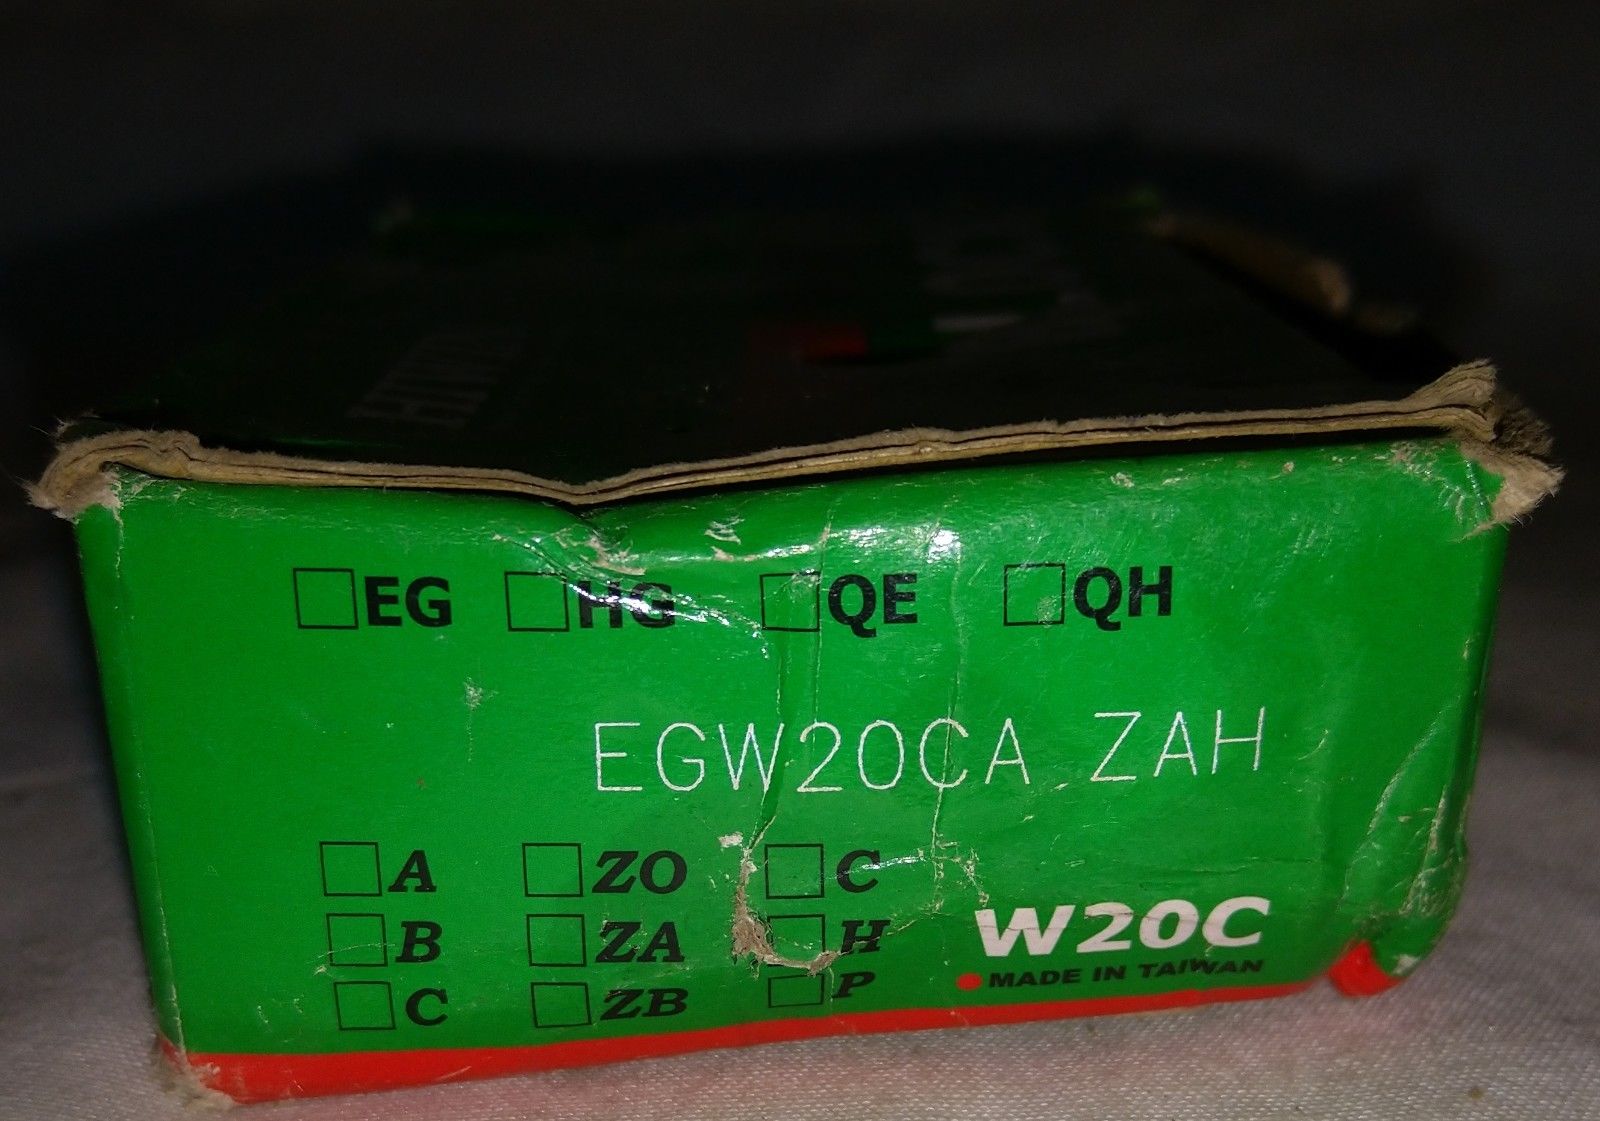 EG HG QE QH
EGW20CA ZAH
A ZO C
B ZA H
C ZB P
W20C
MADE IN TAIWAN